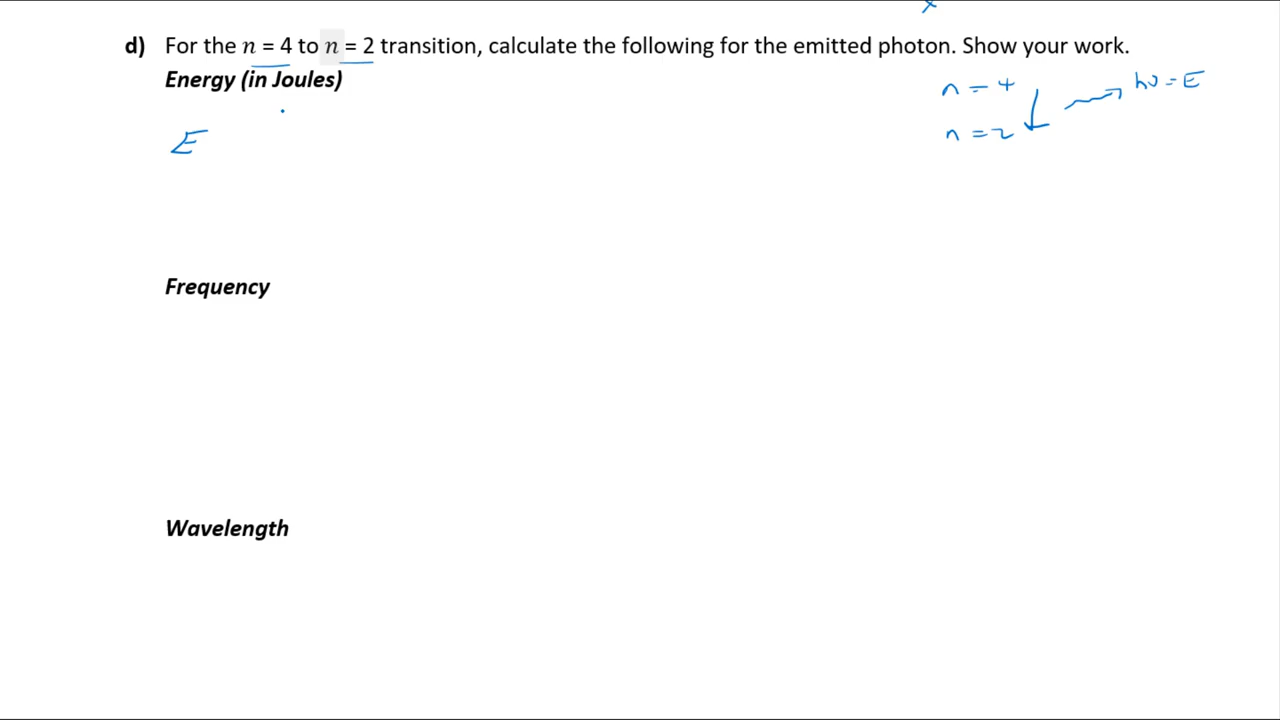 d) For the n = 4 to n = 2 transition, calculate the following for the emitted photon. Show your work.
Energy (in Joules)
n = 4
hν = E
n = 2
E
Frequency
Wavelength